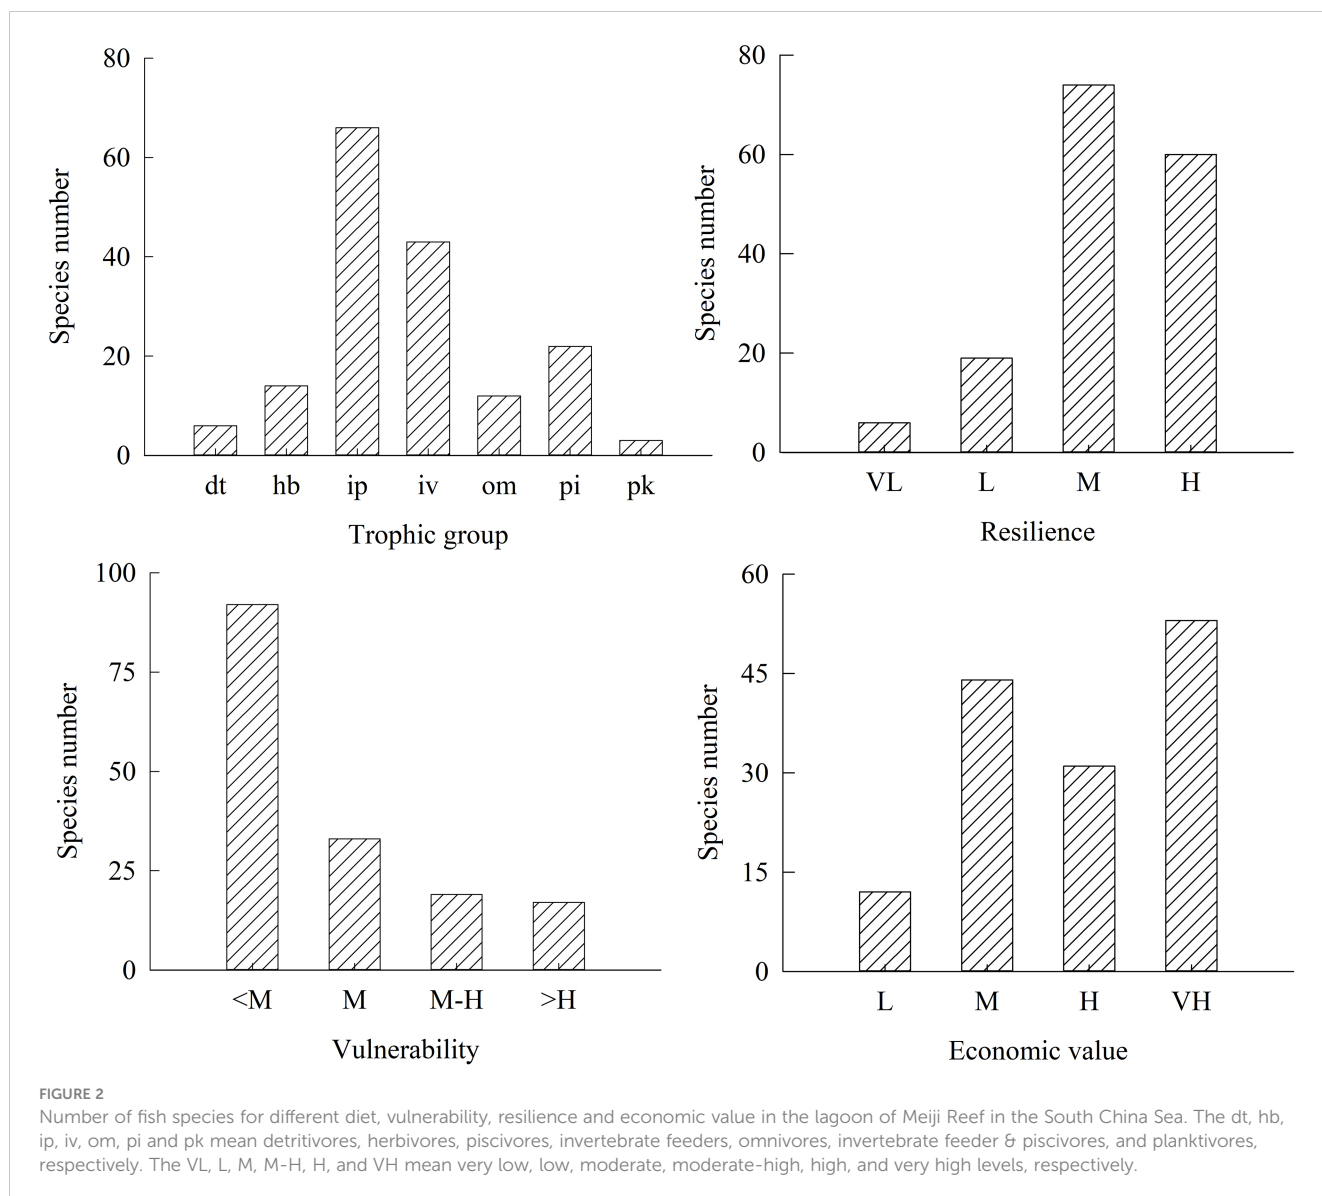 80
60
40
20
0
Species number
dt hb ip iv om pi pk
Trophic group
80
60
40
20
0
Species number
VL L M H
Resilience
100
75
50
25
0
Species number
<M M M-H >H
Vulnerability
60
45
30
15
0
Species number
L M H VH
Economic value
FIGURE 2
Number of fish species for different diet, vulnerability, resilience and economic value in the lagoon of Meiji Reef in the South China Sea. The dt, hb,
ip, iv, om, pi and pk mean detritivores, herbivores, piscivores, invertebrate feeders, omnivores, invertebrate feeder & piscivores, and planktivores,
respectively. The VL, L, M, M-H, H, and VH mean very low, low, moderate, moderate-high, high, and very high levels, respectively.